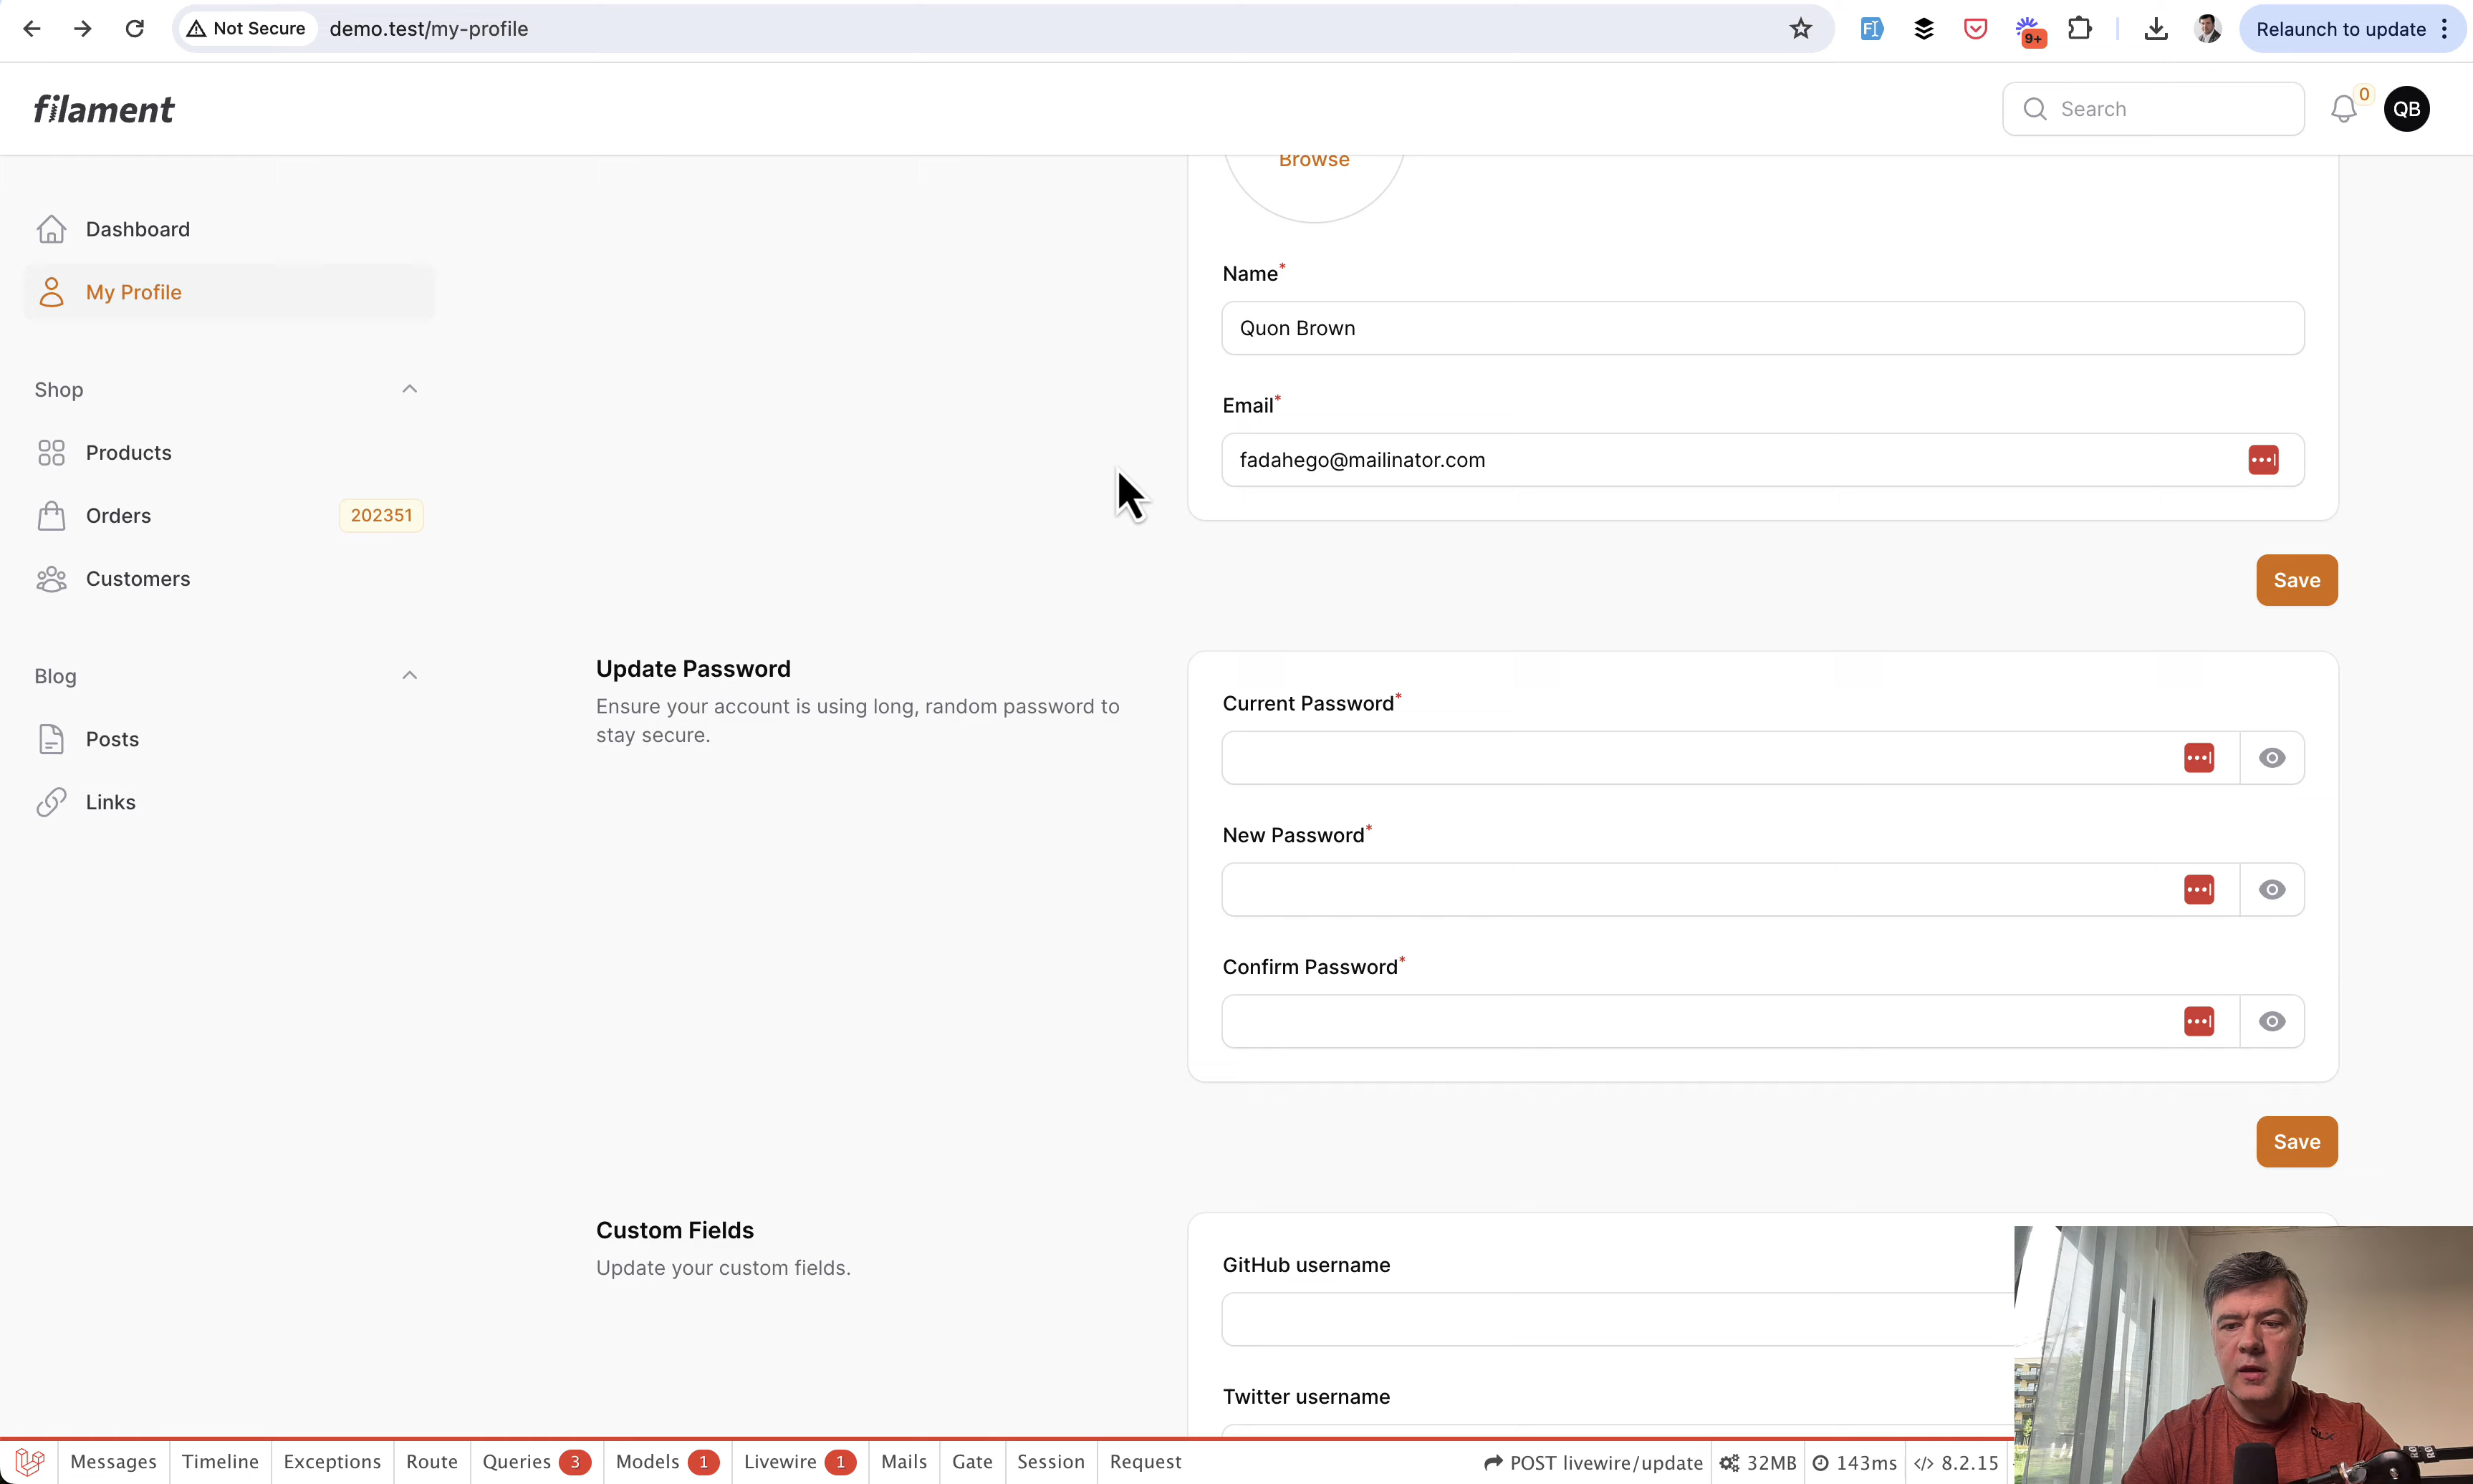 Not Secure
demo.test/my-profile
9+
Relaunch to update
filament
Search
0
QB
Browse
Dashboard
My Profile
Shop
Products
Orders
202351
Customers
Blog
Posts
Links
Name*
Quon Brown
Email*
fadahego@mailinator.com
Save
Update Password
Ensure your account is using long, random password to
stay secure.
Current Password*
New Password*
Confirm Password*
Save
Custom Fields
Update your custom fields.
GitHub username
Twitter username
Messages Timeline Exceptions Route Queries 3 Models 1 Livewire 1 Mails Gate Session Request POST livewire/update 32MB 143ms 8.2.15